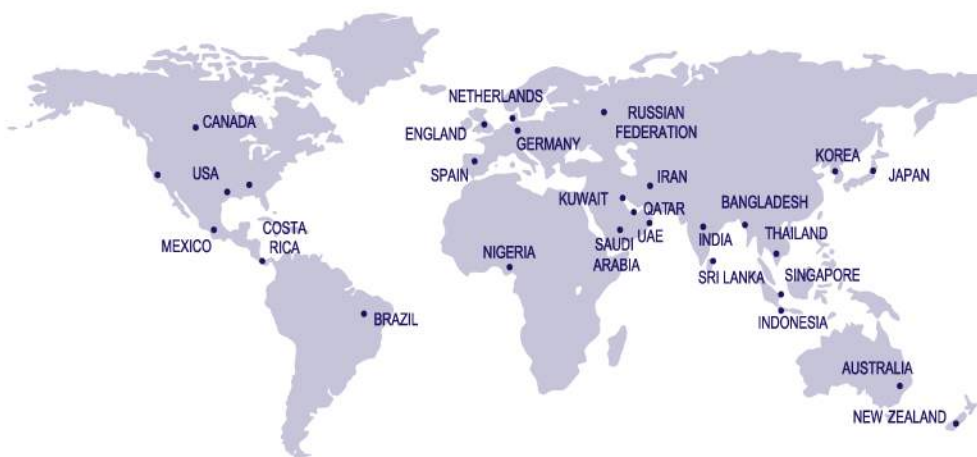 NETHERLANDS
CANADA
ENGLAND
RUSSIAN
FEDERATION
GERMANY
SPAIN
USA
KOREA
JAPAN
IRAN
KUWAIT
QATAR
BANGLADESH
MEXICO
COSTA
RICA
NIGERIA
SAUDI
ARABIA
UAE
INDIA
THAILAND
SRI LANKA
SINGAPORE
BRAZIL
INDONESIA
AUSTRALIA
NEW ZEALAND